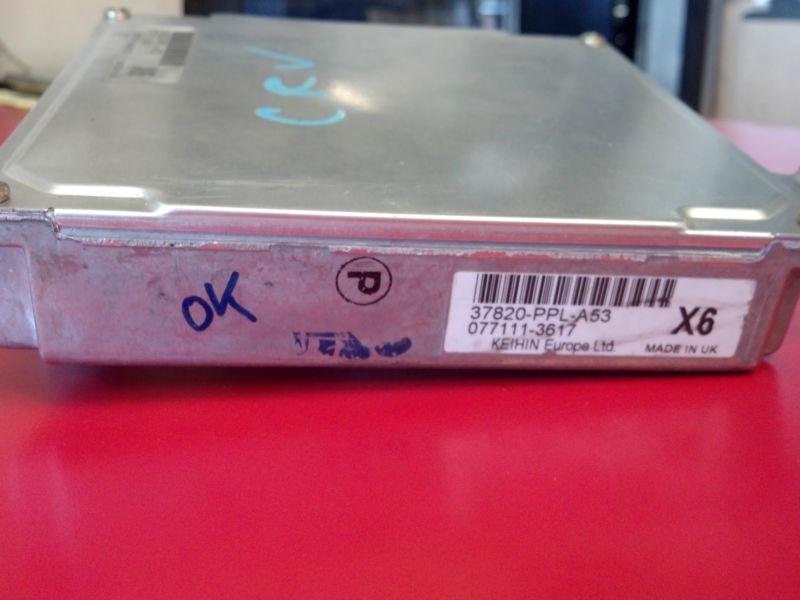 CRV
OK
P
37820-PPL-A53
077111-3617
X6
KEIHIN Europe Ltd.
MADE IN UK